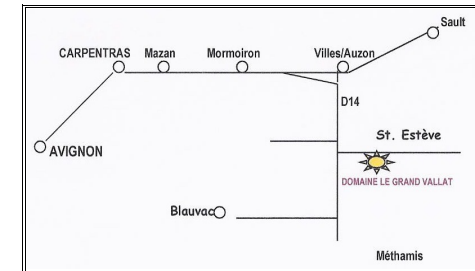 Sault
CARPENTRAS Mazan Mormoiron Villes/Auzon
D14
St. Estève
AVIGNON
DOMAINE LE GRAND VALLAT
Blauvac
Méthamis